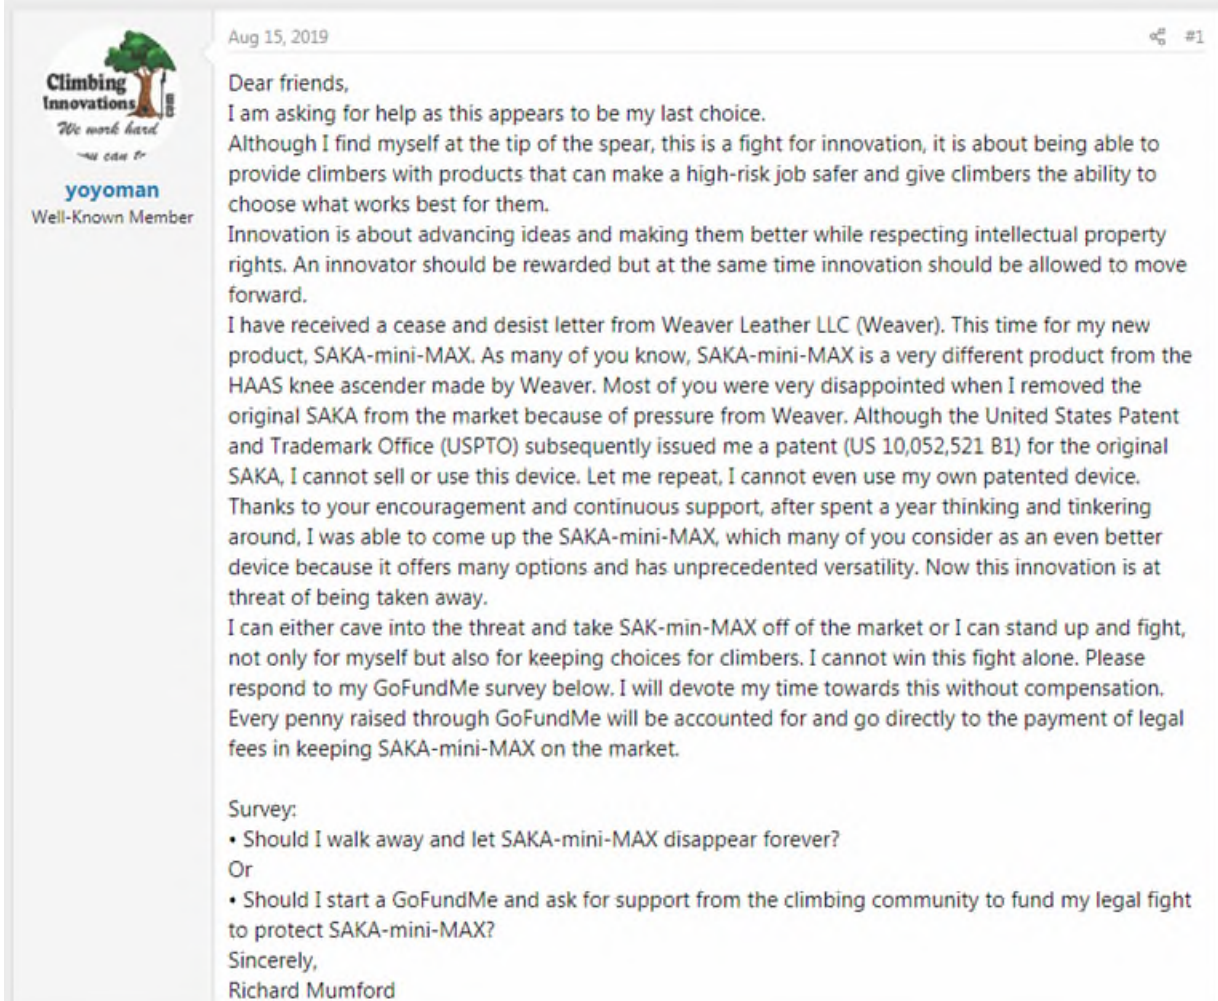 Aug 15, 2019
#1
Climbing
Innovations
com
We work hard
can
yoyoman
Well-Known Member
Dear friends,
I am asking for help as this appears to be my last choice.
Although I find myself at the tip of the spear, this is a fight for innovation, it is about being able to
provide climbers with products that can make a high-risk job safer and give climbers the ability to
choose what works best for them.
Innovation is about advancing ideas and making them better while respecting intellectual property
rights. An innovator should be rewarded but at the same time innovation should be allowed to move
forward.
I have received a cease and desist letter from Weaver Leather LLC (Weaver). This time for my new
product, SAKA-mini-MAX. As many of you know, SAKA-mini-MAX is a very different product from the
HAAS knee ascender made by Weaver. Most of you were very disappointed when I removed the
original SAKA from the market because of pressure from Weaver. Although the United States Patent
and Trademark Office (USPTO) subsequently issued me a patent (US 10,052,521 B1) for the original
SAKA, I cannot sell or use this device. Let me repeat, I cannot even use my own patented device.
Thanks to your encouragement and continuous support, after spent a year thinking and tinkering
around, I was able to come up the SAKA-mini-MAX, which many of you consider as an even better
device because it offers many options and has unprecedented versatility. Now this innovation is at
threat of being taken away.
I can either cave into the threat and take SAK-min-MAX off of the market or I can stand up and fight,
not only for myself but also for keeping choices for climbers. I cannot win this fight alone. Please
respond to my GoFundMe survey below. I will devote my time towards this without compensation.
Every penny raised through GoFundMe will be accounted for and go directly to the payment of legal
fees in keeping SAKA-mini-MAX on the market.
Survey:
• Should I walk away and let SAKA-mini-MAX disappear forever?
Or
• Should I start a GoFundMe and ask for support from the climbing community to fund my legal fight
to protect SAKA-mini-MAX?
Sincerely,
Richard Mumford